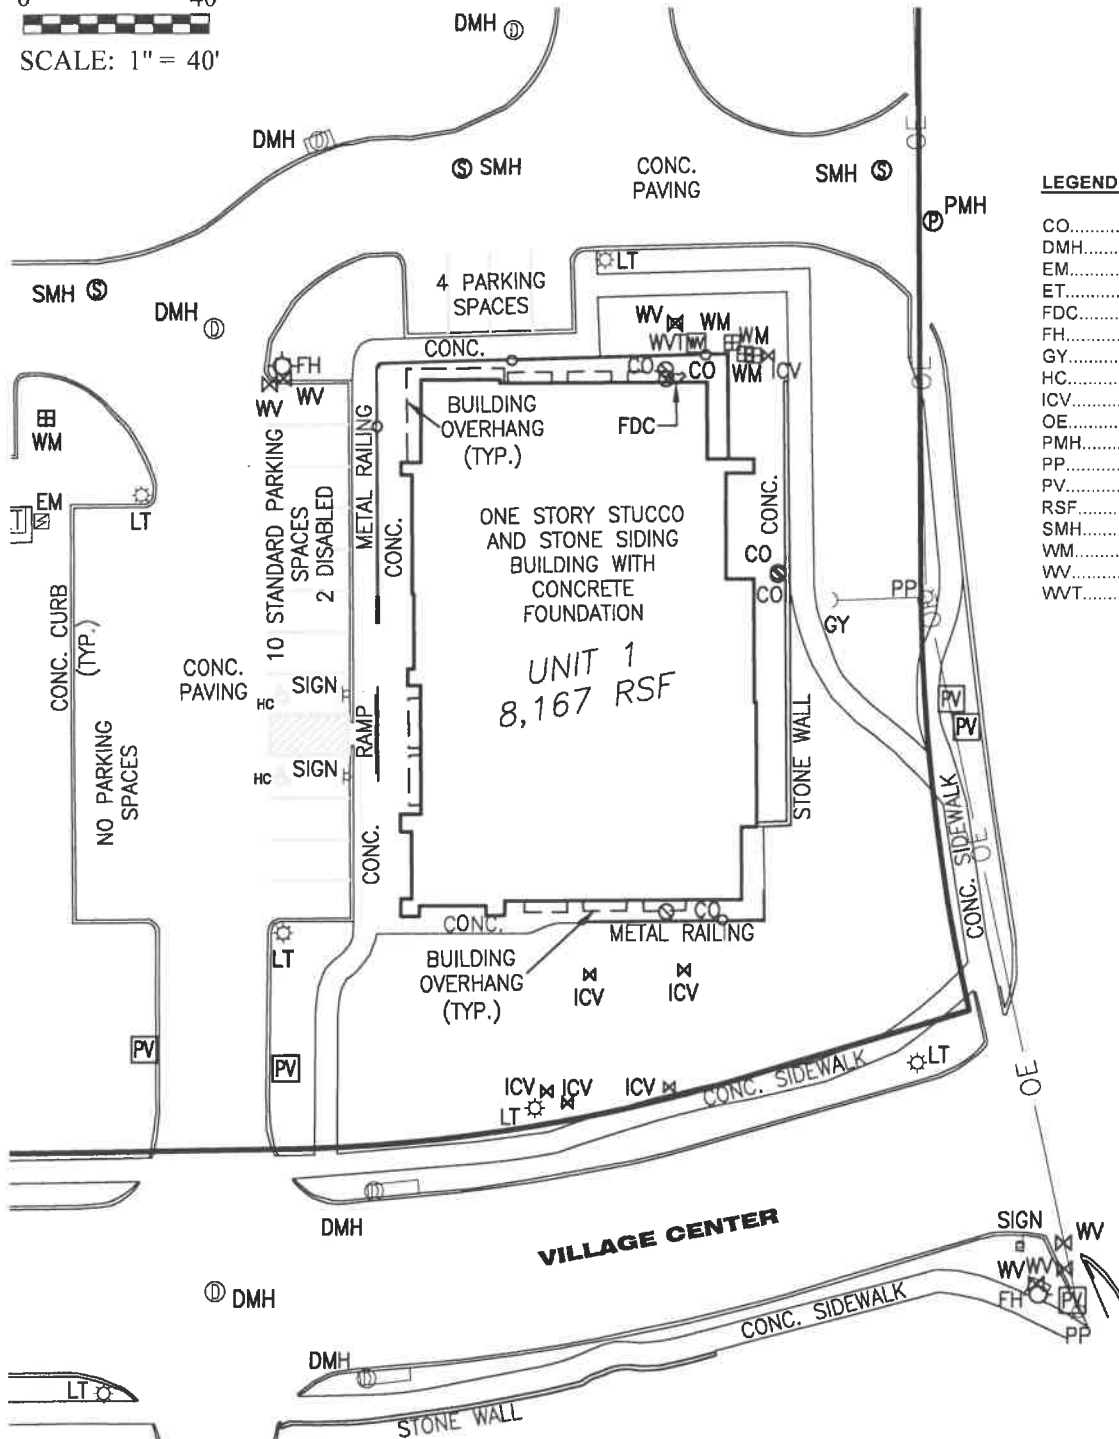 0 40
SCALE: 1" = 40'
DMH
DMH
SMH
CONC.
PAVING
SMH
OE
PMH
LEGEND
CO..........
DMH.......
EM..........
ET...........
FDC........
FH...........
GY..........
HC..........
ICV.........
OE..........
PMH.......
PP..........
PV..........
RSF........
SMH.......
WM.........
WV..........
WVT.......
SMH
DMH
4 PARKING
SPACES
LT
WV
WVT
WV
WM
WM
WM
ICV
CONC.
FH
WV
WV
CO
CO
FDC
OE
WM
EM
LT
BUILDING
OVERHANG
(TYP.)
METAL RAILING
CONC.
10 STANDARD PARKING
SPACES
2 DISABLED
ONE STORY STUCCO
AND STONE SIDING
BUILDING WITH
CONCRETE
FOUNDATION
UNIT 1
8,167 RSF
CONC.
CO
CO
GY
PP
OE
CONC. CURB
(TYP.)
CONC.
PAVING
HC
SIGN
RAMP
HC
SIGN
NO PARKING
SPACES
STONE WALL
PV
PV
CONC. SIDEWALK
OE
CONC.
CONC.
CO
METAL RAILING
BUILDING
OVERHANG
(TYP.)
LT
ICV
ICV
PV
PV
ICV
ICV
ICV
LT
CONC. SIDEWALK
LT
OE
DMH
VILLAGE CENTER
SIGN
WV
WV
WV
FH
PV
PP
DMH
CONC. SIDEWALK
DMH
LT
STONE WALL